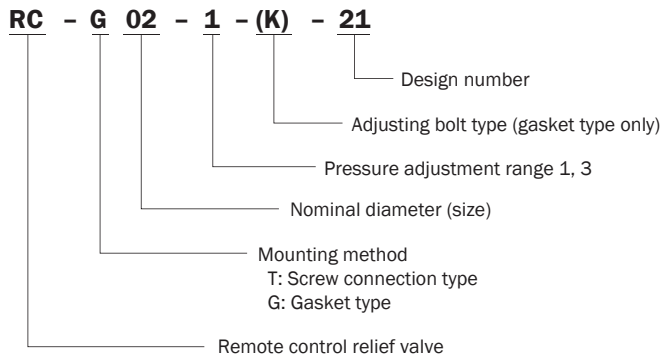 RC – G 02 – 1 – (K) – 21
Design number
Adjusting bolt type (gasket type only)
Pressure adjustment range 1, 3
Nominal diameter (size)
Mounting method
T: Screw connection type
G: Gasket type
Remote control relief valve